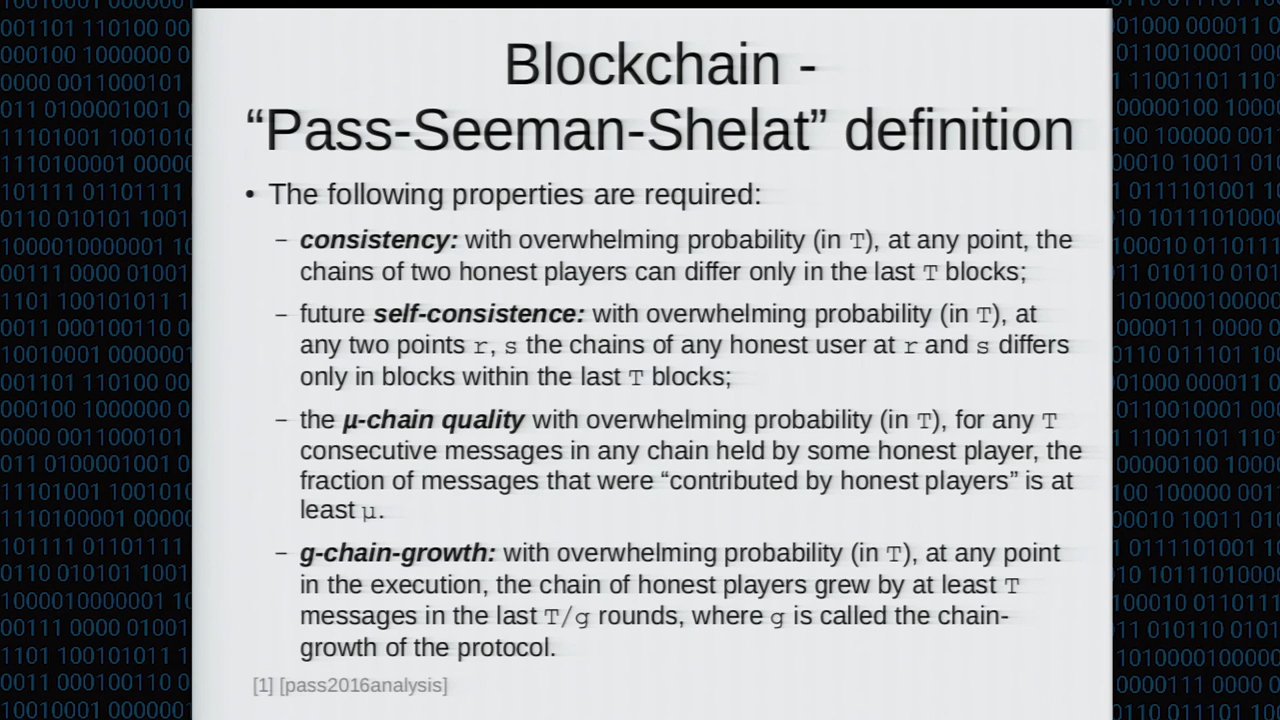 Blockchain -
“Pass-Seeman-Shelat” definition
• The following properties are required:
– consistency: with overwhelming probability (in T), at any point, the
chains of two honest players can differ only in the last T blocks;
– future self-consistence: with overwhelming probability (in T), at
any two points r, s the chains of any honest user at r and s differs
only in blocks within the last T blocks;
– the µ-chain quality with overwhelming probability (in T), for any T
consecutive messages in any chain held by some honest player, the
fraction of messages that were “contributed by honest players” is at
least µ.
– g-chain-growth: with overwhelming probability (in T), at any point
in the execution, the chain of honest players grew by at least T
messages in the last T/g rounds, where g is called the chain-
growth of the protocol.
[1] [pass2016analysis]